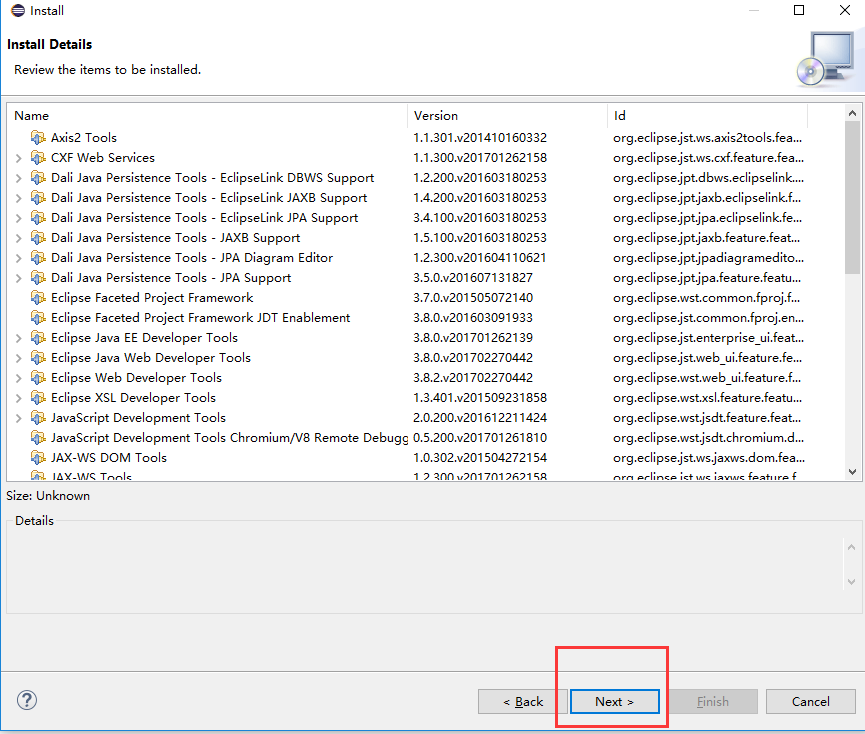 Install
Install Details
Review the items to be installed.
Name Version Id
Axis2 Tools 1.1.301.v201410160332 org.eclipse.jst.ws.axis2tools.fea...
CXF Web Services 1.1.300.v201701262158 org.eclipse.jst.ws.cxf.feature.fea...
Dali Java Persistence Tools - EclipseLink DBWS Support 1.2.200.v201603180253 org.eclipse.jpt.dbws.eclipselink....
Dali Java Persistence Tools - EclipseLink JAXB Support 1.4.200.v201603180253 org.eclipse.jpt.jaxb.eclipselink.f...
Dali Java Persistence Tools - EclipseLink JPA Support 3.4.100.v201603180253 org.eclipse.jpt.jpa.eclipselink.fe...
Dali Java Persistence Tools - JAXB Support 1.5.100.v201603180253 org.eclipse.jpt.jaxb.feature.feat...
Dali Java Persistence Tools - JPA Diagram Editor 1.2.300.v201604110621 org.eclipse.jpt.jpadiagramedito...
Dali Java Persistence Tools - JPA Support 3.5.0.v201607131827 org.eclipse.jpt.jpa.feature.featu...
Eclipse Faceted Project Framework 3.7.0.v201505072140 org.eclipse.wst.common.fproj.f...
Eclipse Faceted Project Framework JDT Enablement 3.8.0.v201603091933 org.eclipse.jst.common.fproj.en...
Eclipse Java EE Developer Tools 3.8.0.v201701262139 org.eclipse.jst.enterprise_ui.feat...
Eclipse Java Web Developer Tools 3.8.0.v201702270442 org.eclipse.jst.web_ui.feature.fe...
Eclipse Web Developer Tools 3.8.2.v201702270442 org.eclipse.wst.web_ui.feature.f...
Eclipse XSL Developer Tools 1.3.401.v201509231858 org.eclipse.wst.xsl.feature.featu...
JavaScript Development Tools 2.0.200.v201612211424 org.eclipse.wst.jsdt.feature.feat...
JavaScript Development Tools Chromium/V8 Remote Debugg 0.5.200.v201701261810 org.eclipse.wst.jsdt.chromium.d...
JAX-WS DOM Tools 1.0.302.v201504272154 org.eclipse.jst.ws.jaxws.dom.fea...
JAX-WS Tools 1.2.300.v201701262158 org.eclipse.jst.ws.jaxws.feature.f...
Size: Unknown
Details
? < Back Next > Finish Cancel